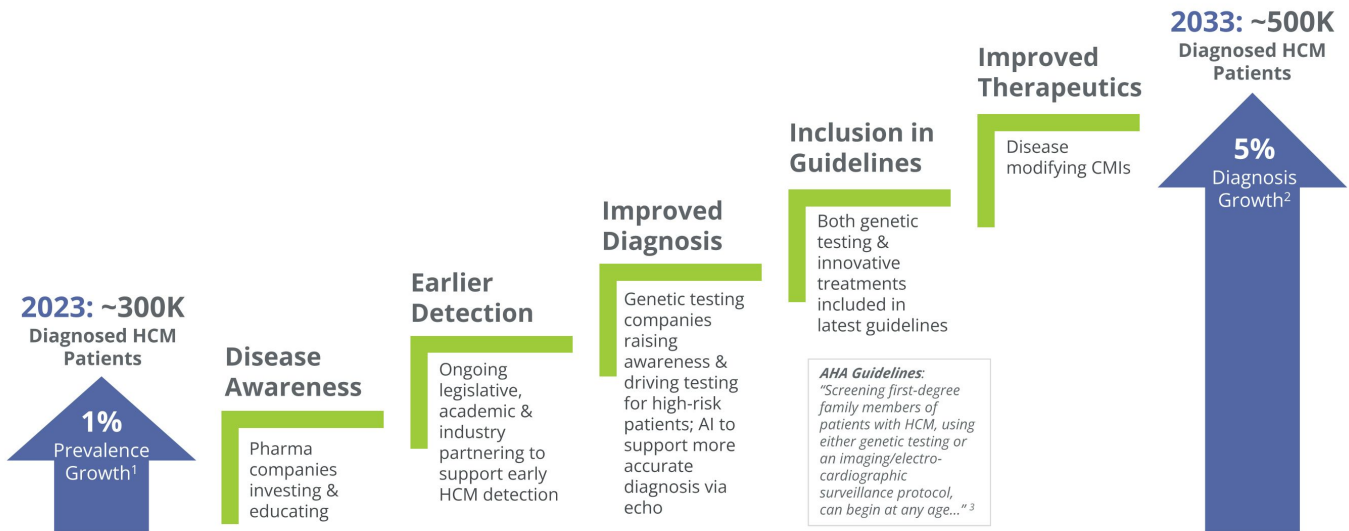 2023: ~300K
Diagnosed HCM
Patients
1%
Prevalence
Growth¹
Disease
Awareness
Pharma
companies
investing &
educating
Earlier
Detection
Ongoing
legislative,
academic &
industry
partnering to
support early
HCM detection
Improved
Diagnosis
Genetic testing
companies
raising
awareness &
driving testing
for high-risk
patients; AI to
support more
accurate
diagnosis via
echo
Inclusion in
Guidelines
Both genetic
testing &
innovative
treatments
included in
latest guidelines
AHA Guidelines:
"Screening first-degree
family members of
patients with HCM, using
either genetic testing or
an imaging/electro-
cardiographic
surveillance protocol,
can begin at any age..." ³
Improved
Therapeutics
Disease
modifying CMIs
2033: ~500K
Diagnosed HCM
Patients
5%
Diagnosis
Growth²